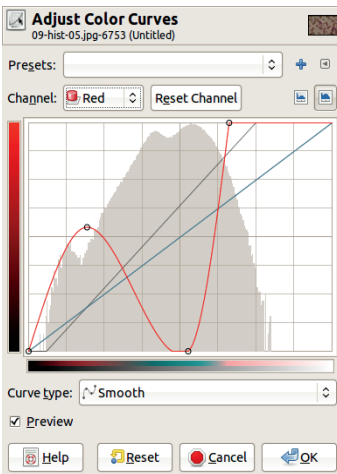 Adjust Color Curves
09-hist-05.jpg-6753 (Untitled)
Presets:
Channel: Red Reset Channel
Curve type: Smooth
Preview
Help Reset Cancel OK